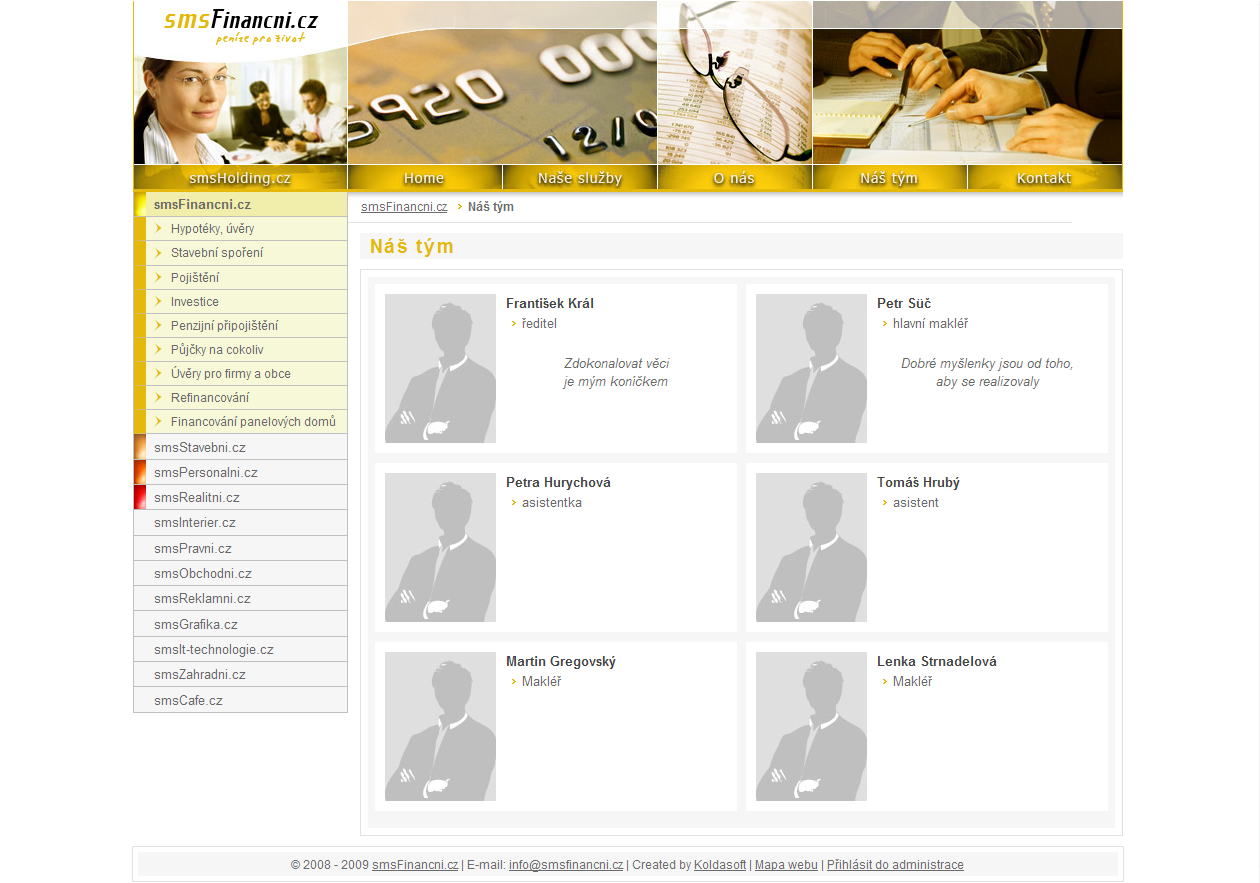 smsFinancni.cz
peníze pro život
5920 000
12/0
smsHolding.cz
Home
Naše služby
O nás
Náš tým
Kontakt
smsFinancni.cz
Hypotéky, úvěry
Stavební spoření
Pojištění
Investice
Penzijní připojištění
Půjčky na cokoliv
Úvěry pro firmy a obce
Refinancování
Financování panelových domů
smsStavebni.cz
smsPersonalni.cz
smsRealitni.cz
smsInterier.cz
smsPravni.cz
smsObchodni.cz
smsReklamni.cz
smsGrafika.cz
smsIt-technologie.cz
smsZahradni.cz
smsCafe.cz
smsFinancni.cz › Náš tým
Náš tým
František Král
ředitel
Zdokonalovat věci
je mým koníčkem
Petr Süč
hlavní makléř
Dobré myšlenky jsou od toho,
aby se realizovaly
Petra Hurychová
asistentka
Tomáš Hrubý
asistent
Martin Gregovský
Makléř
Lenka Strnadelová
Makléř
© 2008 - 2009 smsFinancni.cz | E-mail: info@smsfinancni.cz | Created by Koldasoft | Mapa webu | Přihlásit do administrace